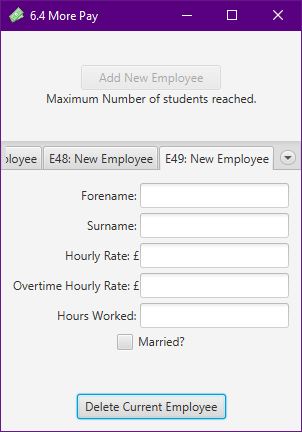 6.4 More Pay
Add New Employee
Maximum Number of students reached.
ployee E48: New Employee E49: New Employee
Forename:
Surname:
Hourly Rate: £
Overtime Hourly Rate: £
Hours Worked:
Married?
Delete Current Employee